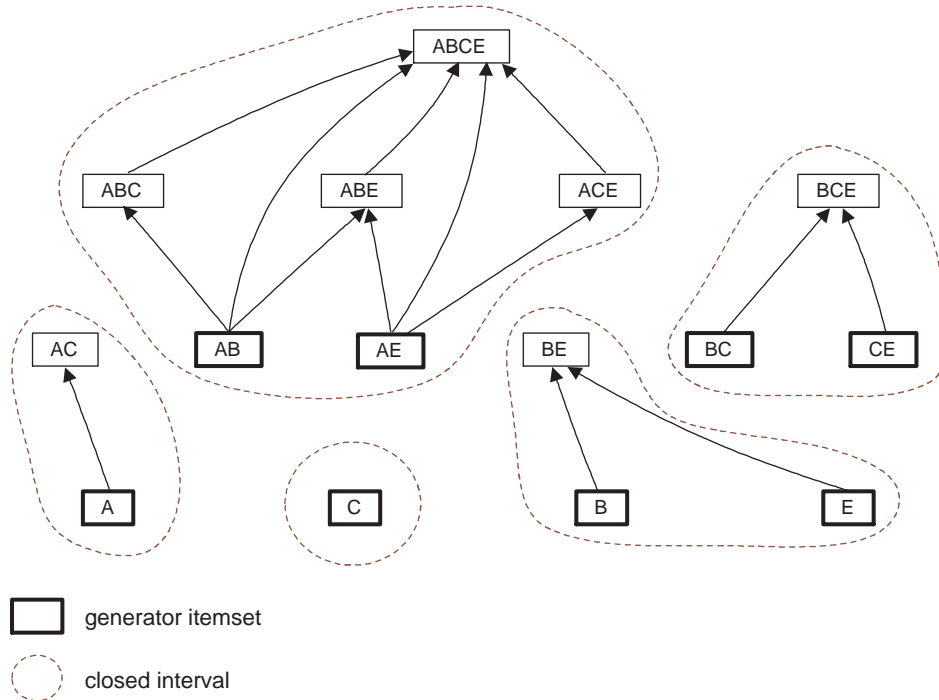 ABCE
ABC
ABE
ACE
BCE
AC
AB
AE
BE
BC
CE
A
C
B
E
generator itemset
closed interval